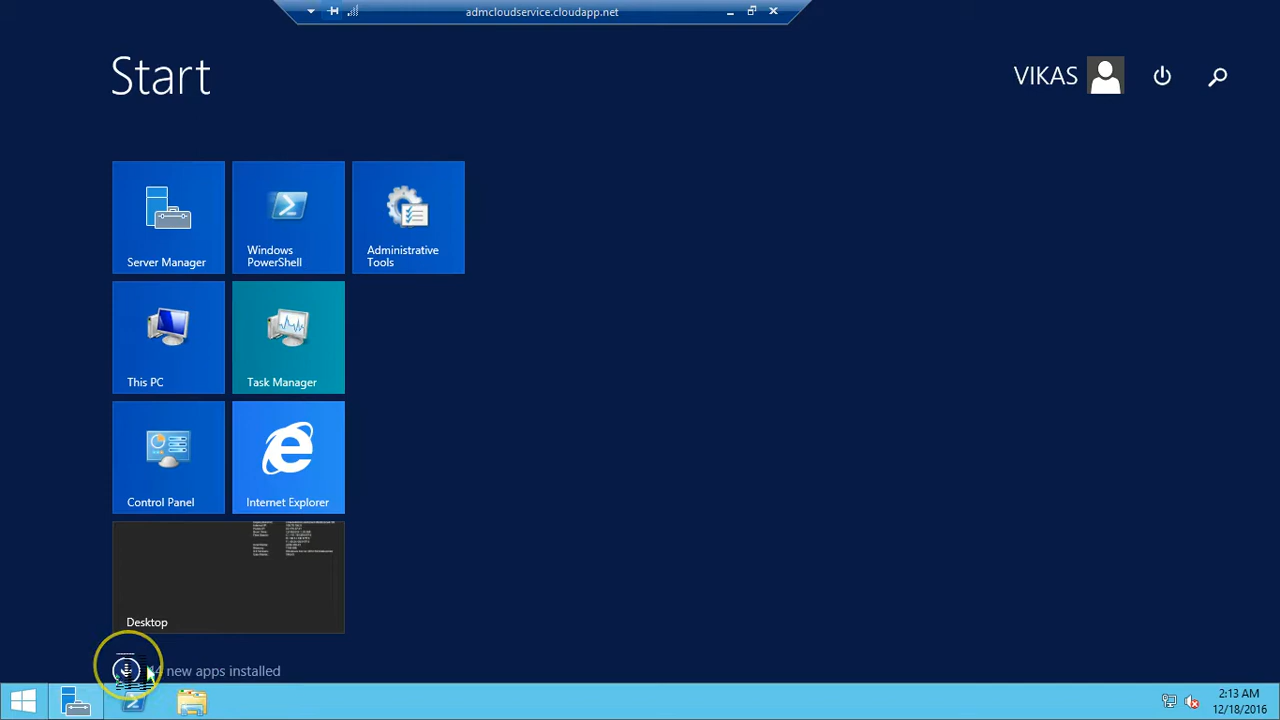 admcloudservice.cloudapp.net
Start
VIKAS
Server Manager
Windows
PowerShell
Administrative
Tools
This PC
Task Manager
Control Panel
Internet Explorer
Desktop
new apps installed
2:13 AM
12/18/2016